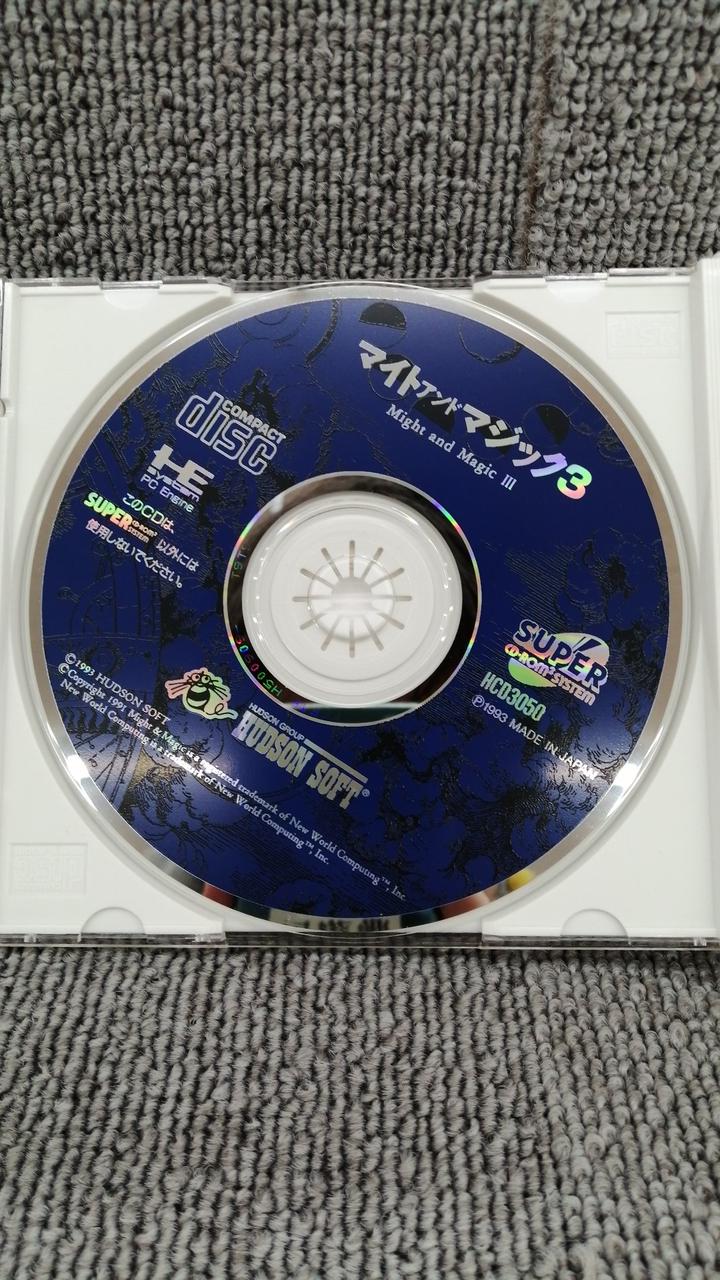 マイトアンドマジック3
Might and Magic III
COMPACT
disc
HE
SYSTEM
PC Engine
このCDは、
SUPER CD-ROM² SYSTEM 以外には
使用しないでください。
SUPER
CD-ROM² SYSTEM
HCD3050
Ⓟ1993 MADE IN JAPAN
HUDSON GROUP
HUDSON SOFT®
©1993 HUDSON SOFT
©Copyright 1991 Might & Magic is a registered trademark of New World Computing™, Inc.
New World Computing is a trademark of New World Computing™, Inc.